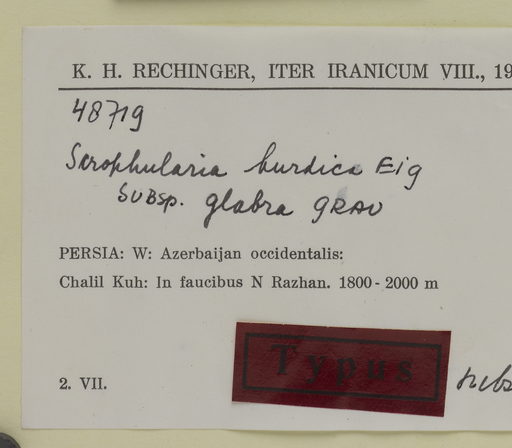 K. H. RECHINGER, ITER IRANICUM VIII., 19
48719
Scrophularia kurdica Eig
SUBSP. glabra GRAU
PERSIA: W: Azerbaijan occidentalis:
Chalil Kuh: In faucibus N Razhan. 1800 - 2000 m
Typus
2. VII.